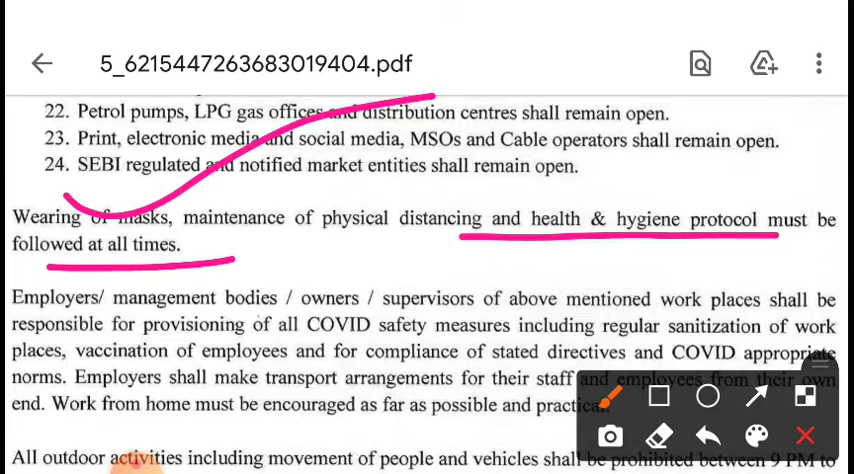 5_6215447263683019404.pdf
22. Petrol pumps, LPG gas offices and distribution centres shall remain open.
23. Print, electronic media and social media, MSOs and Cable operators shall remain open.
24. SEBI regulated and notified market entities shall remain open.
Wearing of masks, maintenance of physical distancing and health & hygiene protocol must be
followed at all times.
Employers/ management bodies / owners / supervisors of above mentioned work places shall be
responsible for provisioning of all COVID safety measures including regular sanitization of work
places, vaccination of employees and for compliance of stated directives and COVID appropriate
norms. Employers shall make transport arrangements for their staff and employees from their own
end. Work from home must be encouraged as far as possible and practical.
All outdoor activities including movement of people and vehicles shall be prohibited between 9 PM to